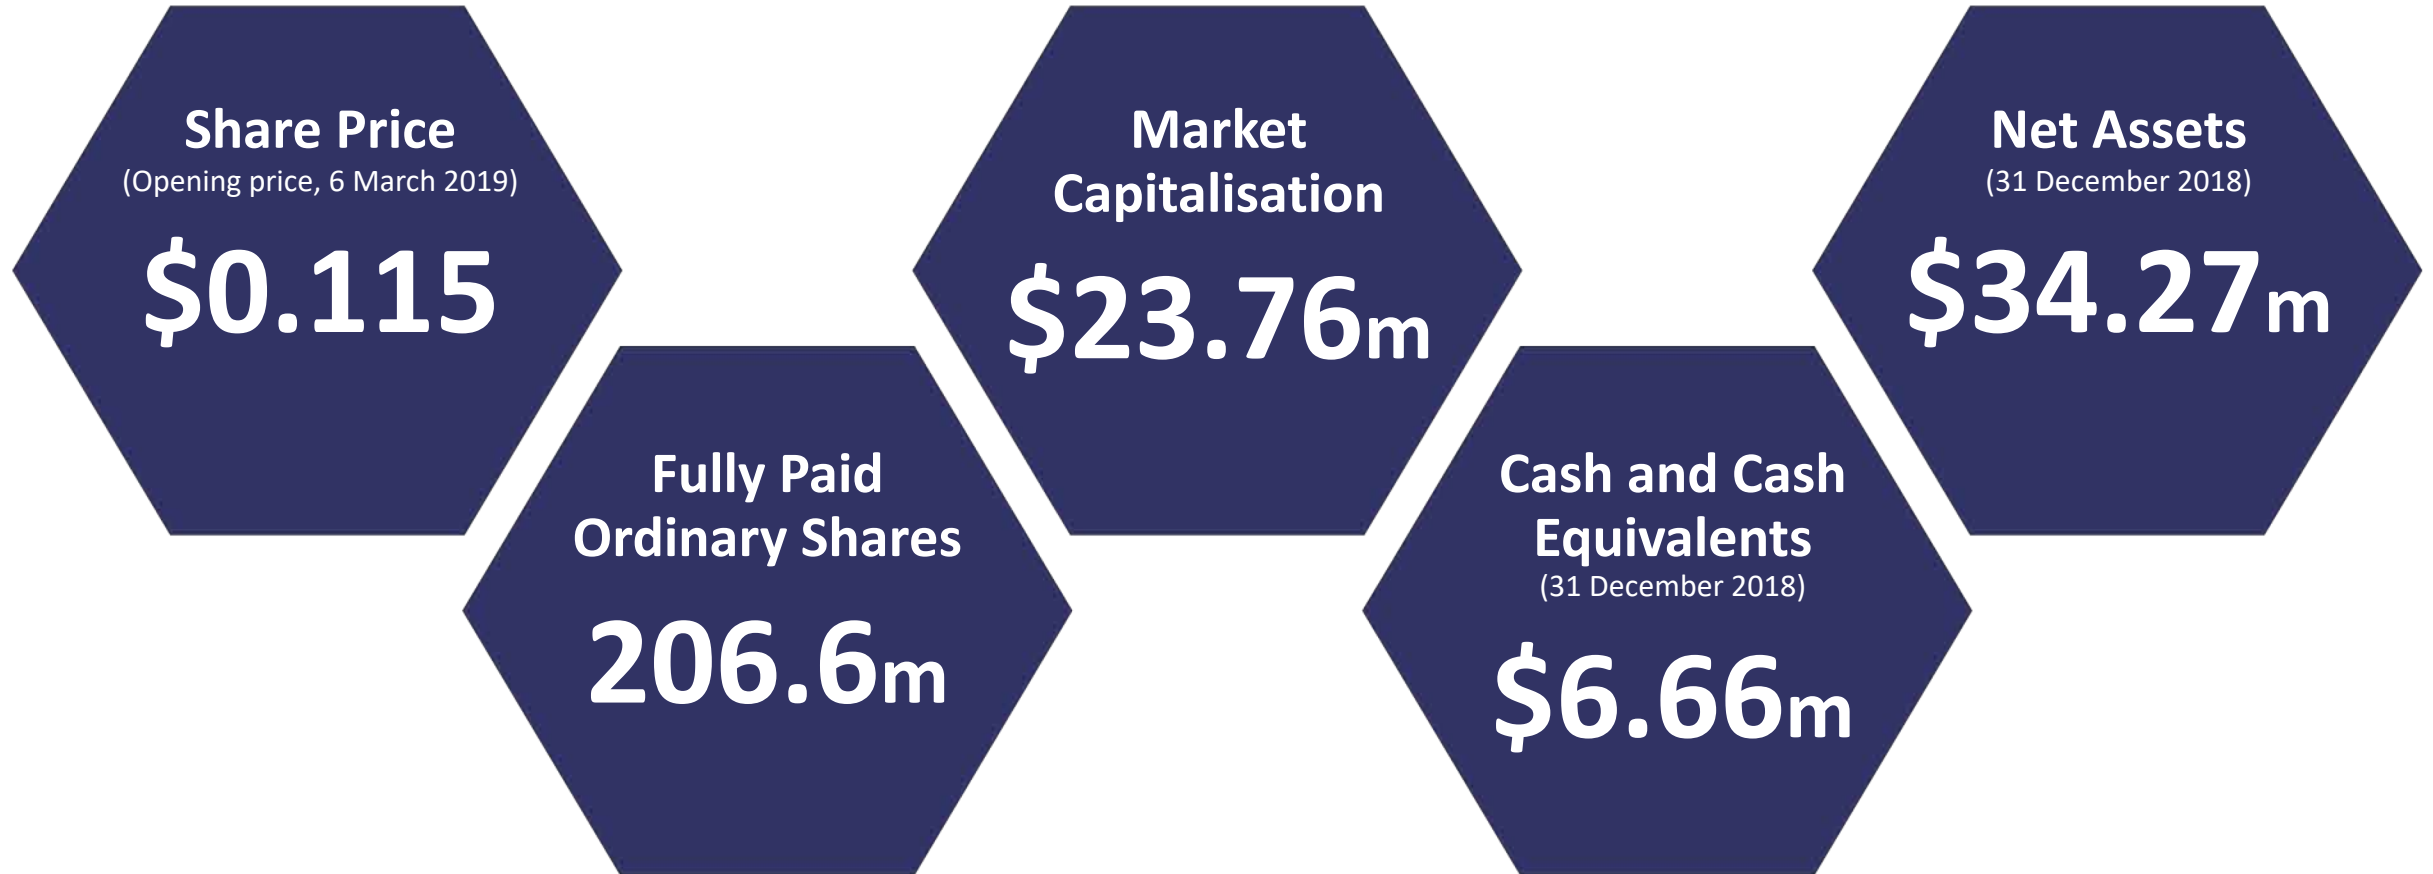 Share Price
(Opening price, 6 March 2019)
$0.115
Fully Paid
Ordinary Shares
206.6m
Market
Capitalisation
$23.76m
Cash and Cash
Equivalents
(31 December 2018)
$6.66m
Net Assets
(31 December 2018)
$34.27m